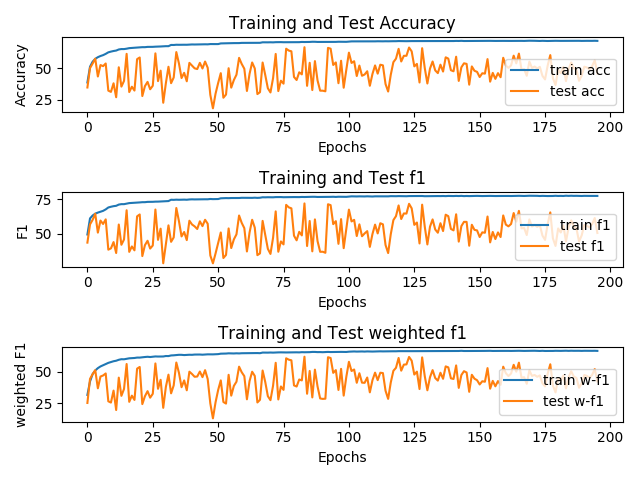 Training and Test Accuracy
Accuracy
50
25
train acc
test acc
0 25 50 75 100 125 150 175 200
Epochs
Training and Test f1
F1
75
50
train f1
test f1
0 25 50 75 100 125 150 175 200
Epochs
Training and Test weighted f1
weighted F1
50
25
train w-f1
test w-f1
0 25 50 75 100 125 150 175 200
Epochs